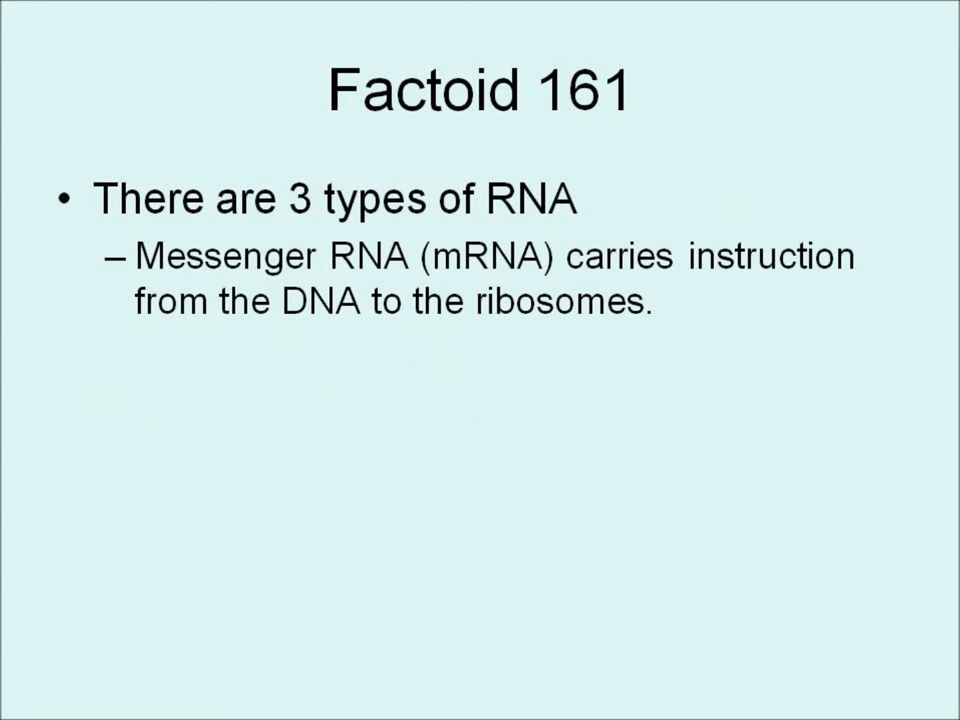 Factoid 161
• There are 3 types of RNA
– Messenger RNA (mRNA) carries instruction
from the DNA to the ribosomes.